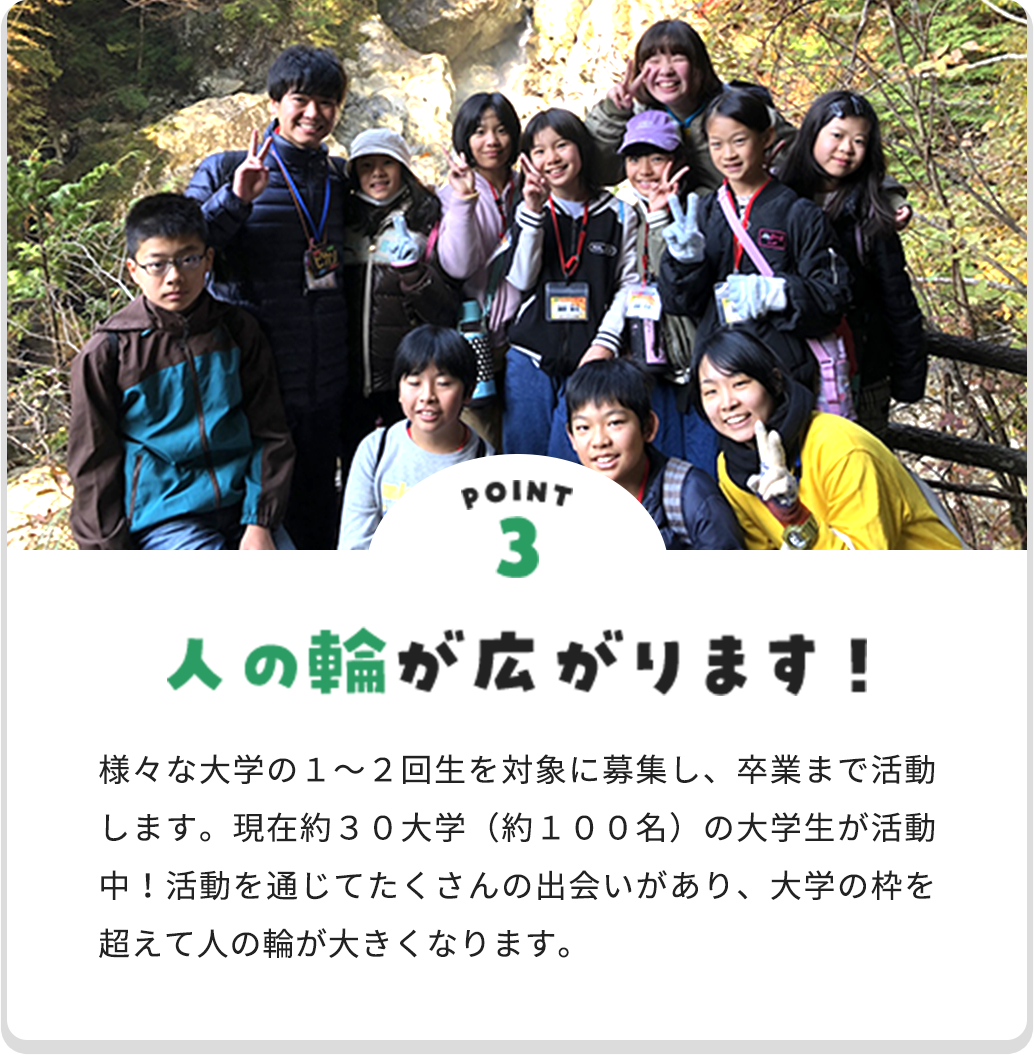 POINT
3
人の輪が広がります！
様々な大学の１～２回生を対象に募集し、卒業まで活動
します。現在約３０大学（約１００名）の大学生が活動
中！活動を通じてたくさんの出会いがあり、大学の枠を
超えて人の輪が大きくなります。